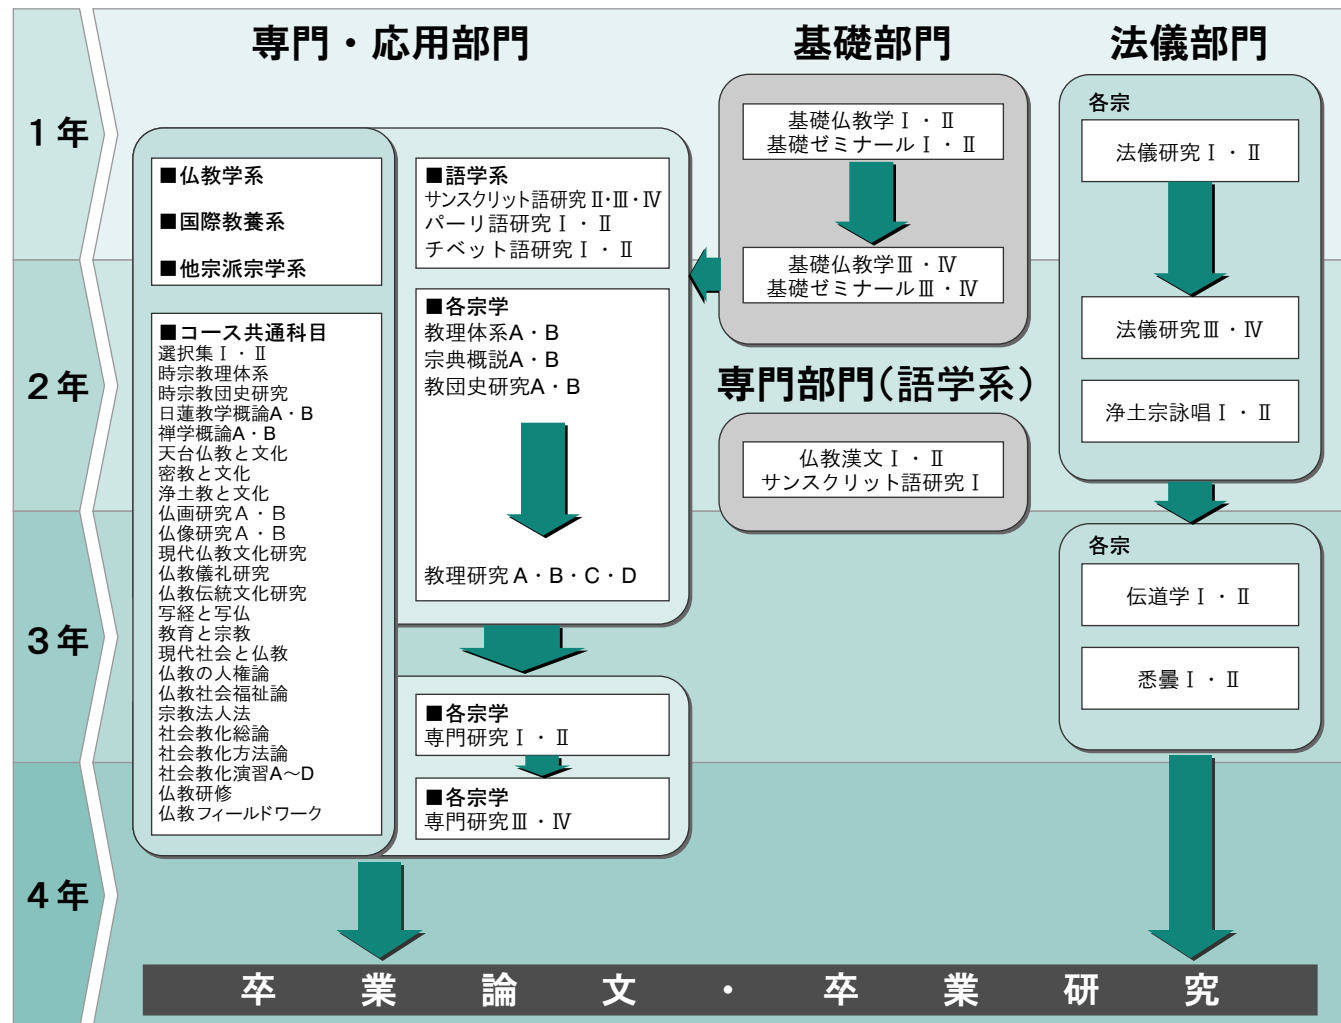 専門・応用部門
基礎部門
法儀部門
1年
2年
3年
4年
■仏教学系
■国際教養系
■他宗派宗学系
■コース共通科目
選択集Ⅰ・Ⅱ
時宗教理体系
時宗教団史研究
日蓮教学概論A・B
禅学概論A・B
天台仏教と文化
密教と文化
浄土教と文化
仏画研究A・B
仏像研究A・B
現代仏教文化研究
仏教儀礼研究
仏教伝統文化研究
写経と写仏
教育と宗教
現代社会と仏教
仏教の人権論
仏教社会福祉論
宗教法人法
社会教化総論
社会教化方法論
社会教化演習A〜D
仏教研修
仏教フィールドワーク
■語学系
サンスクリット語研究Ⅱ・Ⅲ・Ⅳ
パーリ語研究Ⅰ・Ⅱ
チベット語研究Ⅰ・Ⅱ
■各宗学
教理体系A・B
宗典概説A・B
教団史研究A・B
教理研究A・B・C・D
■各宗学
専門研究Ⅰ・Ⅱ
■各宗学
専門研究Ⅲ・Ⅳ
基礎仏教学Ⅰ・Ⅱ
基礎ゼミナールⅠ・Ⅱ
基礎仏教学Ⅲ・Ⅳ
基礎ゼミナールⅢ・Ⅳ
専門部門(語学系)
仏教漢文Ⅰ・Ⅱ
サンスクリット語研究Ⅰ
各宗
法儀研究Ⅰ・Ⅱ
法儀研究Ⅲ・Ⅳ
浄土宗詠唱Ⅰ・Ⅱ
各宗
伝道学Ⅰ・Ⅱ
悉曇Ⅰ・Ⅱ
卒業論文・卒業研究